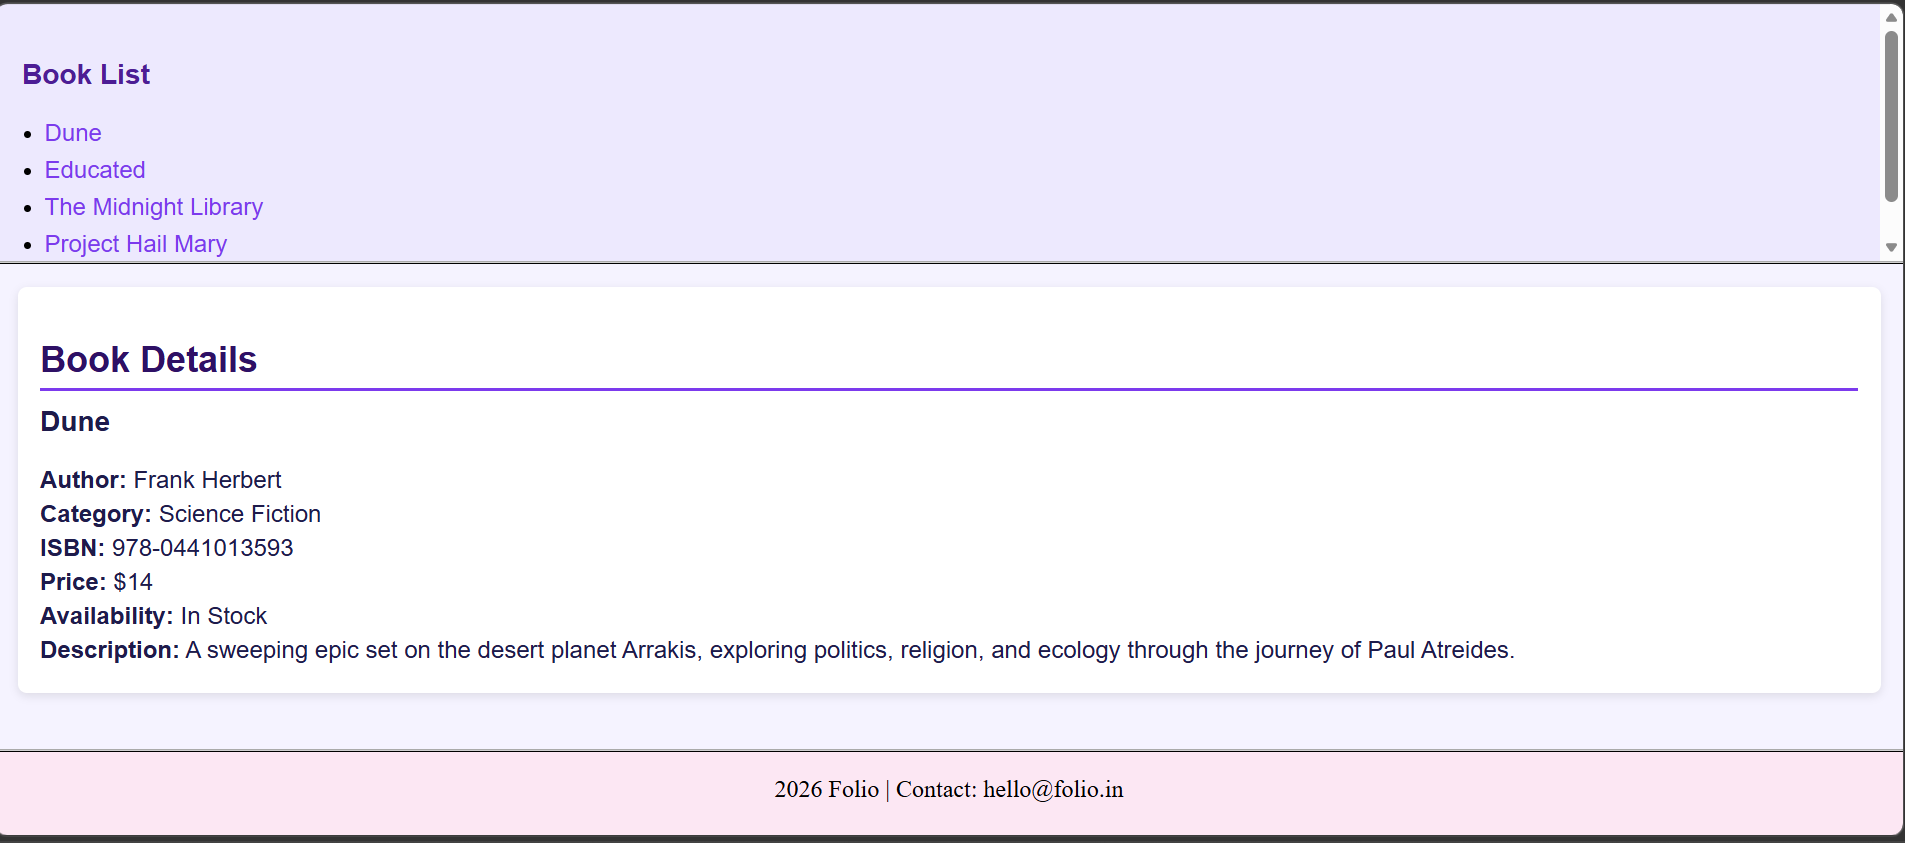 Book List
Dune
Educated
The Midnight Library
Project Hail Mary
Book Details
Dune
Author: Frank Herbert
Category: Science Fiction
ISBN: 978-0441013593
Price: $14
Availability: In Stock
Description: A sweeping epic set on the desert planet Arrakis, exploring politics, religion, and ecology through the journey of Paul Atreides.
2026 Folio | Contact: hello@folio.in